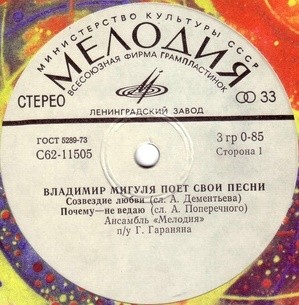 МИНИСТЕРСТВО КУЛЬТУРЫ СССР
МЕЛОДИЯ
ВСЕСОЮЗНАЯ ФИРМА ГРАМПЛАСТИНОК
СТЕРЕО
33
ЛЕНИНГРАДСКИЙ ЗАВОД
ГОСТ 5289-73
3 гр 0-85
С62-11505
Сторона 1
ВЛАДИМИР МИГУЛЯ ПОЕТ СВОИ ПЕСНИ
Созвездие любви (сл. А. Дементьева)
Почему—не ведаю (сл. А. Поперечного)
Ансамбль «Мелодия»
п/у Г. Гараняна